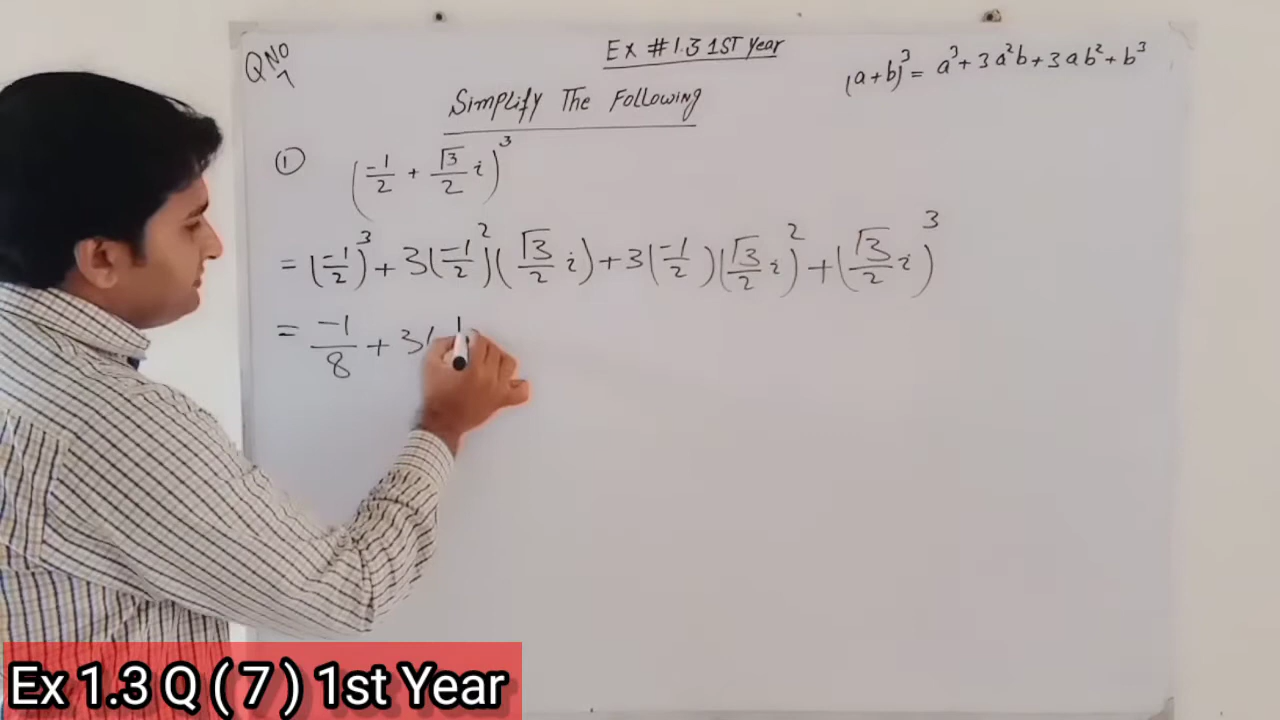 QNO 7
Ex # 1.3 1ST Year
(a+b)³ = a³+3a²b+3ab²+b³
Simplify The Following
① (-1/2 + √3/2 i)³
= (-1/2)³ + 3(-1/2)²(√3/2 i) + 3(-1/2)(√3/2 i)² + (√3/2 i)³
= -1/8 + 3( 1
Ex 1.3 Q ( 7 ) 1st Year